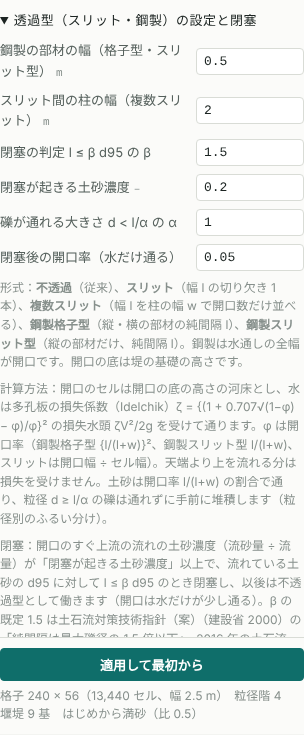 ▼ 透過型（スリット・鋼製）の設定と閉塞
鋼製の部材の幅（格子型・スリ
ット型） m
0.5
スリット間の柱の幅（複数スリ
ット） m
2
閉塞の判定 l ≤ β d95 の β
1.5
閉塞が起きる土砂濃度 –
0.2
礫が通れる大きさ d < l/α の α
1
閉塞後の開口率（水だけ通る）
0.05
形式：不透過（従来）、スリット（幅 l の切り欠き 1
本）、複数スリット（幅 l を柱の幅 w で開口数だけ並べ
る）、鋼製格子型（縦・横の部材の純間隔 l）、鋼製スリ
ット型（縦の部材だけ、純間隔 l）。鋼製は水通しの全幅
が開口です。開口の底は堤の基礎の高さです。
計算方法：開口のセルは開口の底の高さの河床とし、水
は多孔板の損失係数（Idelchik）ζ = {(1 + 0.707√(1−φ)
− φ)/φ}² の損失水頭 ζV²/2g を受けて通ります。φ は開
口率（鋼製格子型 {l/(l+w)}²、鋼製スリット型 l/(l+w)、
スリットは開口幅 ÷ セル幅）。天端より上を流れる分は
損失を受けません。土砂は開口率 l/(l+w) の割合で通
り、粒径 d ≥ l/α の礫は通れずに手前に堆積します（粒
径別のふるい分け）。
閉塞：開口のすぐ上流の流れの土砂濃度（流砂量 ÷ 流
量）が「閉塞が起きる土砂濃度」以上で、流れている土
砂の d95 に対して l ≤ β d95 のとき閉塞し、以後は不透
過型として働きます（開口は水だけが少し通る）。β の
既定 1.5 は土石流対策技術指針（案）（建設省 2000）の
適用して最初から
格子 240 × 56（13,440 セル、幅 2.5 m） 粒径階 4
堰堤 9 基 はじめから満砂（比 0.5）